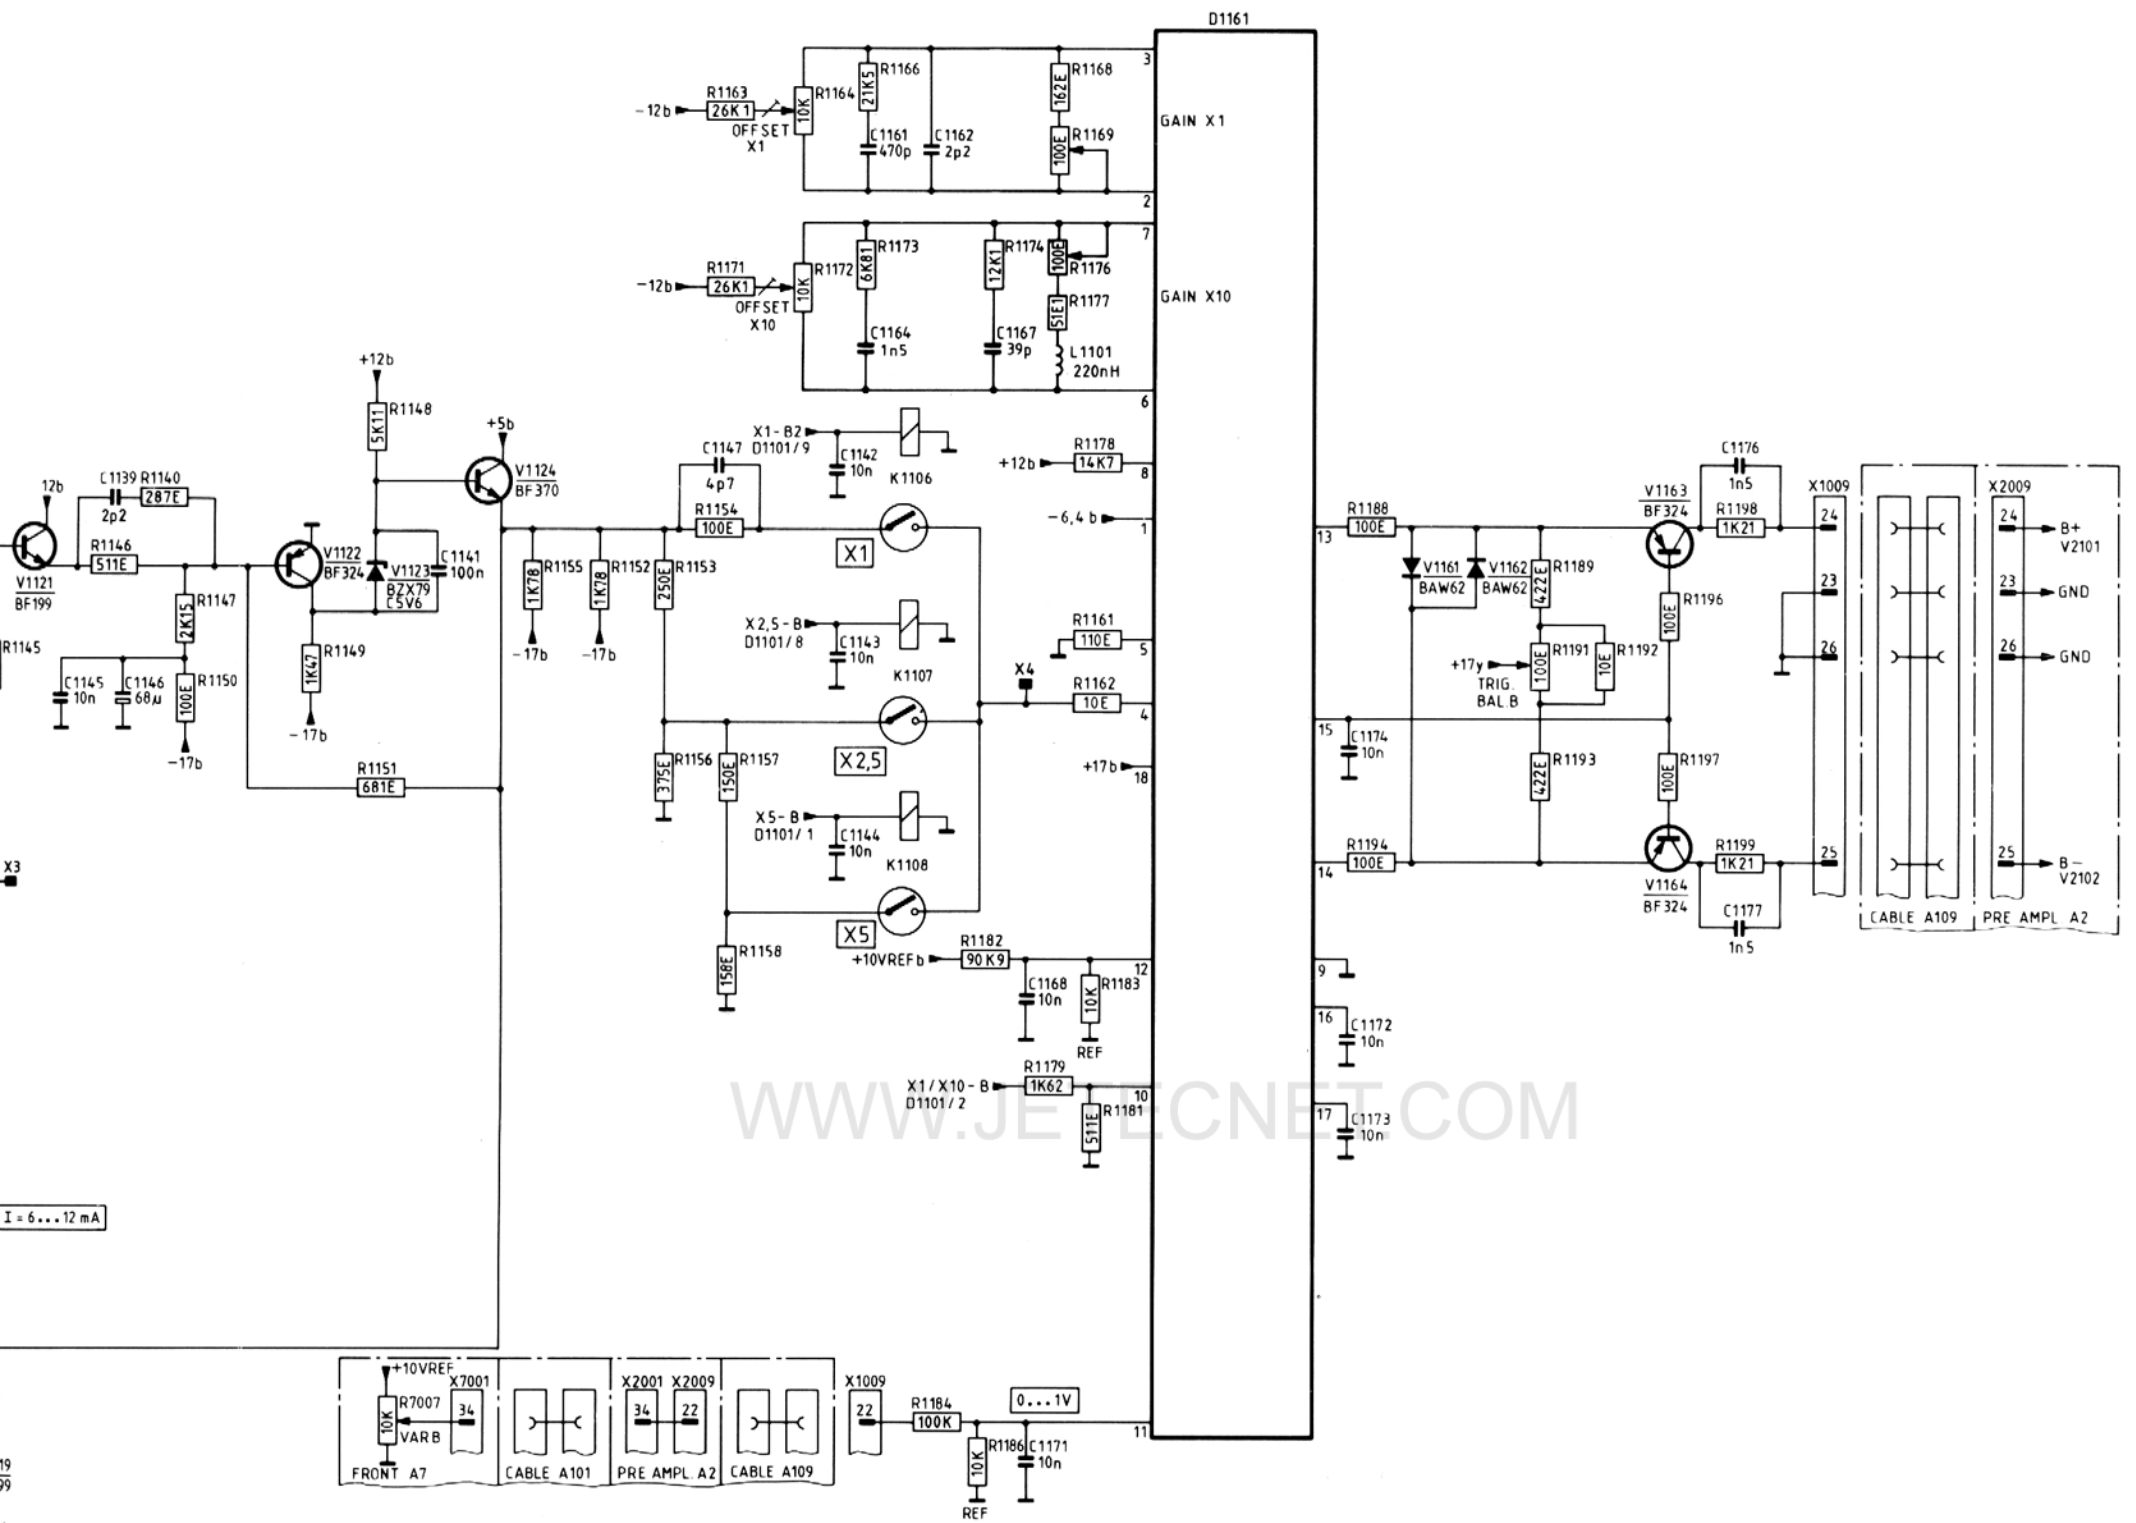 D1161
3
GAIN X1
2
7
GAIN X10
6
R1163
-12b
26K1
OFFSET
X1
R1164
10K
R1166
21K5
C1161
470p
C1162
2p2
R1168
162E
R1169
100E
R1171
-12b
26K1
OFFSET
X10
R1172
10K
R1173
6K81
C1164
1n5
R1174
12K1
C1167
39p
100E
R1176
R1177
51E1
L1101
220nH
+12b
R1148
5K11
+5b
V1124
BF370
12b
C1139
2p2
R1140
287E
R1146
511E
V1121
BF199
V1122
BF324
V1123
BZX79
C5V6
C1141
100n
R1145
R1147
2K15
C1145
10n
C1146
68µ
R1150
100E
-17b
R1149
1K47
-17b
R1151
681E
X3
I=6...12mA
R1155
1K78
-17b
R1152
1K78
-17b
R1153
250E
C1147
4p7
R1154
100E
X1-B2
D1101/9
C1142
10n
K1106
X1
X2,5-B
D1101/8
C1143
10n
K1107
X2,5
R1156
375E
R1157
150E
X5-B
D1101/1
C1144
10n
K1108
X5
R1158
158E
+12b
R1178
14K7
8
-6,4b
1
R1161
110E
5
X4
R1162
10E
4
+17b
18
+10VREFb
R1182
90K9
12
C1168
10n
R1183
10K
REF
X1/X10-B
D1101/2
R1179
1K62
10
R1181
511E
WWW.JETECNET.COM
13
R1188
100E
V1161
BAW62
V1162
BAW62
R1189
422E
+17y
TRIG.
BAL.B
R1191
100E
R1192
10E
15
C1174
10n
R1193
422E
14
R1194
100E
V1163
BF324
C1176
1n5
R1198
1K21
R1196
100E
R1197
100E
V1164
BF324
R1199
1K21
C1177
1n5
X1009
24
23
26
25
CABLE A109
X2009
24
B+
V2101
23
GND
26
GND
25
B-
V2102
PRE AMPL. A2
9
16
C1172
10n
17
C1173
10n
+10VREF
R7007
10K
VAR B
X7001
34
FRONT A7
CABLE A101
X2001
34
X2009
22
PRE AMPL. A2
CABLE A109
X1009
22
R1184
100K
0...1V
11
R1186
10K
REF
C1171
10n
19
99